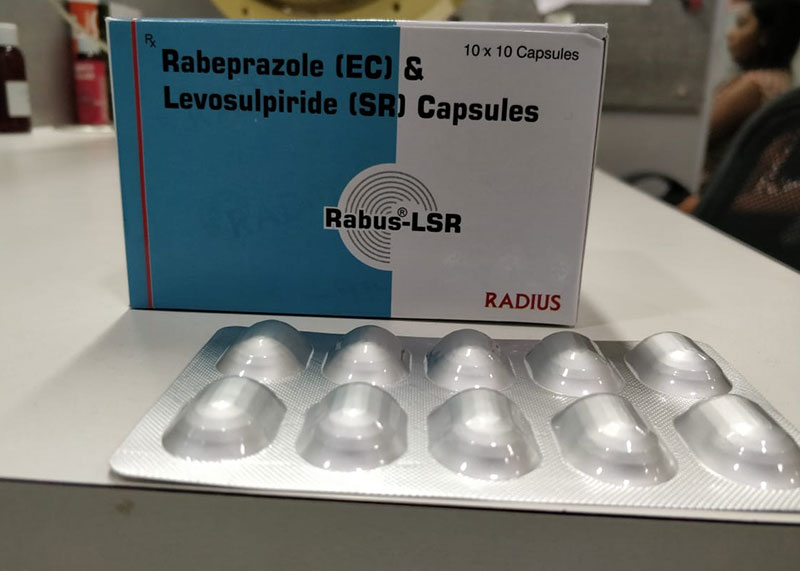 Rx
Rabeprazole (EC) &
Levosulpiride (SR) Capsules
10 x 10 Capsules
Rabus®-LSR
RADIUS